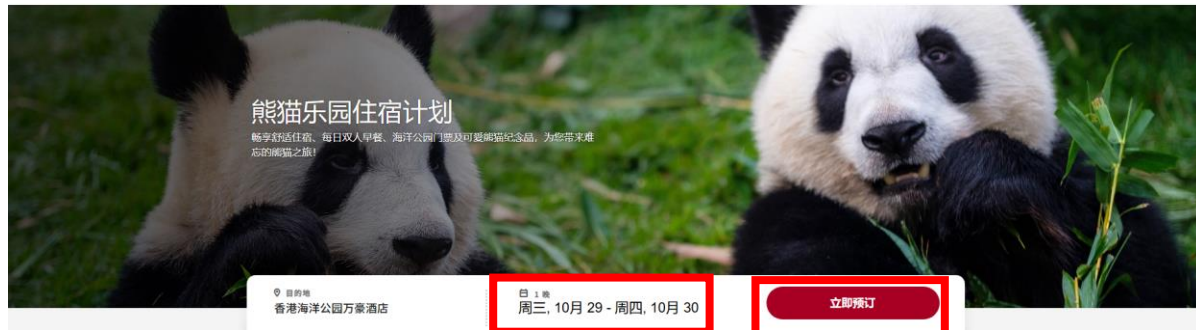 熊猫乐园住宿计划
畅享舒适住宿、每日双人早餐、海洋公园门票及可爱熊猫纪念品，为您带来难
忘的熊猫之旅！
目的地
香港海洋公园万豪酒店
1 晚
周三, 10月 29 - 周四, 10月 30
立即预订